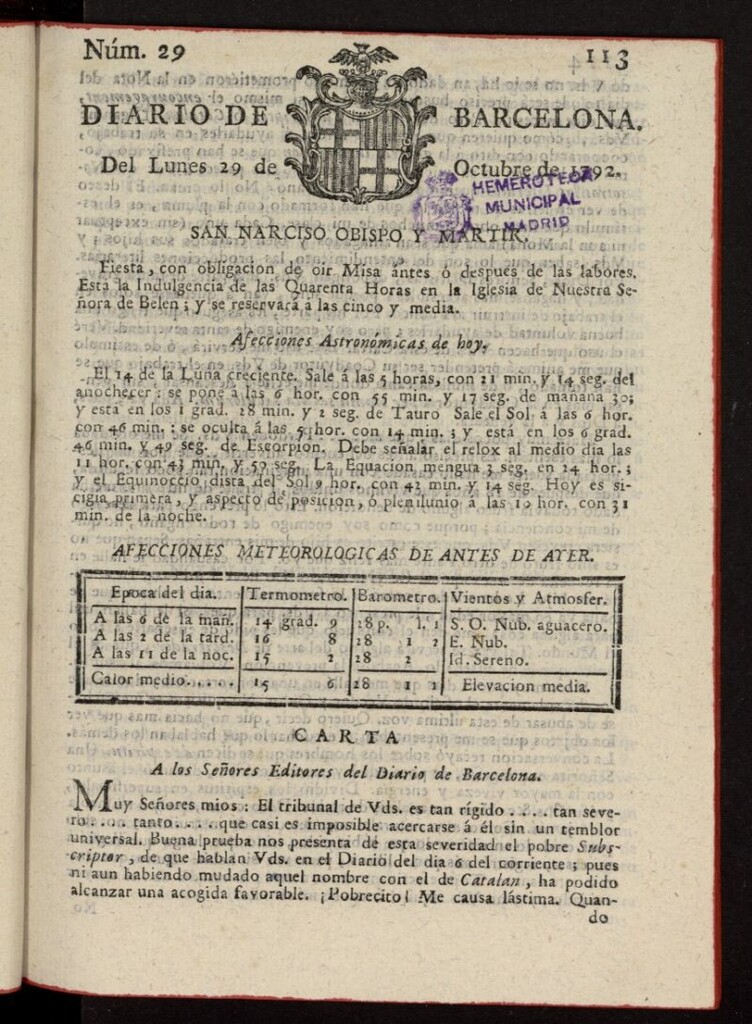 Núm. 29
113
DIARIO DE BARCELONA.
Del Lunes 29 de Octubre de 1792.
HEMEROTECA
MUNICIPAL
MADRID
SAN NARCISO OBISPO Y MARTIR.
Fiesta, con obligacion de oir Misa ántes ó despues de las labores.
Está la Indulgencia de las Quarenta Horas en la Iglesia de Nuestra Se-
ñora de Belen; y se reservará á las cinco y media.
Afecciones Astronómicas de hoy.
El 14 de la Luna creciente. Sale á las 5 horas, con 21 min. y 14 seg. del
anochecer: se pone á las 6 hor. con 55 min. y 17 seg. de mañana 30;
y está en los 1 grad. 28 min. y 2 seg. de Tauro Sale el Sol á las 6 hor.
con 46 min.: se oculta á las 5 hor. con 14 min.; y está en los 6 grad.
46 min. y 49 seg. de Escorpion. Debe señalar el relox al medio dia las
11 hor. con 43 min. y 50 seg. La Equacion mengua 3 seg. en 24 hor.;
y el Equinoccio dista del Sol 9 hor. con 42 min. y 14 seg. Hoy es si-
cigia primera, y aspecto de posicion, ó plenilunio á las 10 hor. con 31
min. de la noche.
AFECCIONES METEOROLOGICAS DE ANTES DE AYER.
Epoca del dia. Termometro. Barometro. Vientos y Atmosfer.
A las 6 de la mañ. 14 grad. 9 28 p. l. 1 S. O. Nub. aguacero.
A las 2 de la tard. 16 8 28 1 2 E. Nub.
A las 11 de la noc. 15 2 28 2 Id. Sereno.
Calor medio..... 15 6 28 1 1 Elevacion media.
CARTA
A los Señores Editores del Diario de Barcelona.
Muy Señores mios: El tribunal de Vds. es tan rígido .... tan seve-
ro.... tanto.... que casi es imposible acercarse á él sin un temblor
universal. Buena prueba nos presenta de esta severidad el pobre Subs-
criptor, de que hablan Vds. en el Diario del dia 6 del corriente; pues
ni aun habiendo mudado aquel nombre con el de Catalan, ha podido
alcanzar una acogida favorable. ¡Pobrecito! Me causa lástima. Quan-
do